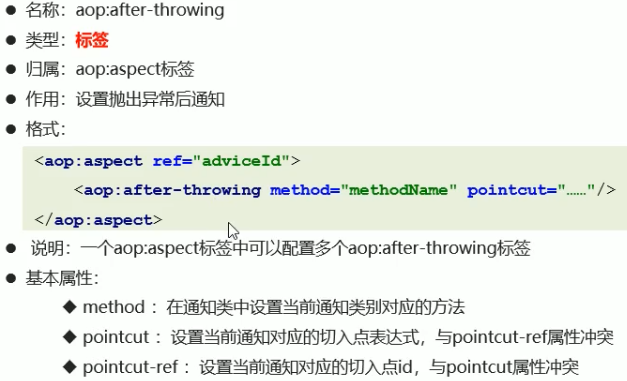 ● 名称：aop:after-throwing
● 类型：标签
● 归属：aop:aspect标签
● 作用：设置抛出异常后通知
● 格式：
<aop:aspect ref="adviceId">
<aop:after-throwing method="methodName" pointcut="……"/>
</aop:aspect>
● 说明：一个aop:aspect标签中可以配置多个aop:after-throwing标签
● 基本属性：
◆ method ：在通知类中设置当前通知类别对应的方法
◆ pointcut ：设置当前通知对应的切入点表达式，与pointcut-ref属性冲突
◆ pointcut-ref ：设置当前通知对应的切入点id，与pointcut属性冲突